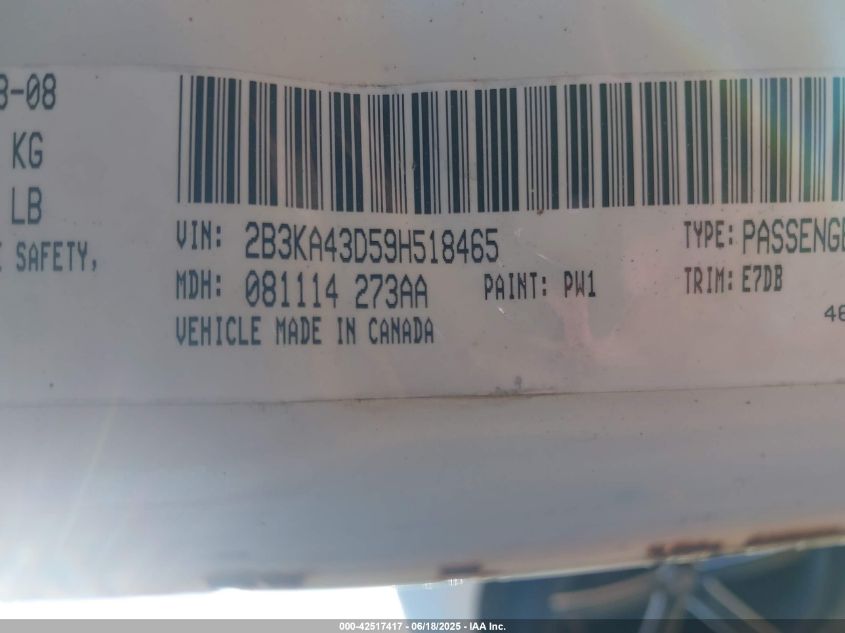 3-08
KG
LB
E SAFETY,
VIN: 2B3KA43D59H518465 TYPE: PASSENGE
MDH: 081114 273AA PAINT: PW1 TRIM: E7DB
VEHICLE MADE IN CANADA
46
000-42517417 - 06/18/2025 - IAA Inc.